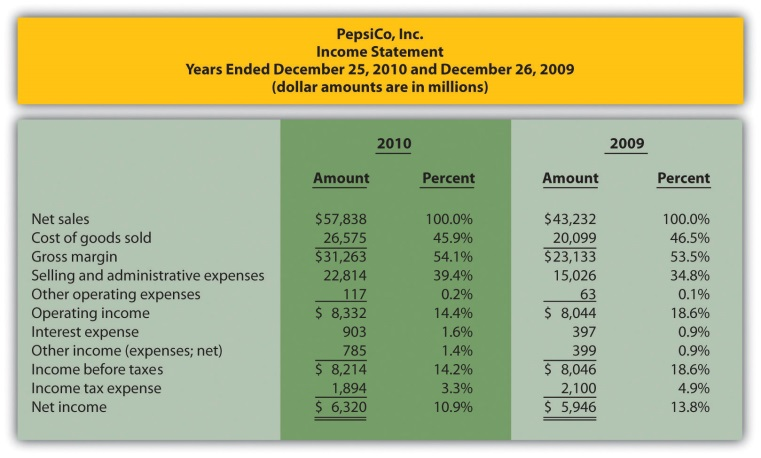 PepsiCo, Inc.
Income Statement
Years Ended December 25, 2010 and December 26, 2009
(dollar amounts are in millions)
2010 2009
Amount Percent Amount Percent
Net sales $57,838 100.0% $43,232 100.0%
Cost of goods sold 26,575 45.9% 20,099 46.5%
Gross margin $31,263 54.1% $23,133 53.5%
Selling and administrative expenses 22,814 39.4% 15,026 34.8%
Other operating expenses 117 0.2% 63 0.1%
Operating income $ 8,332 14.4% $ 8,044 18.6%
Interest expense 903 1.6% 397 0.9%
Other income (expenses; net) 785 1.4% 399 0.9%
Income before taxes $ 8,214 14.2% $ 8,046 18.6%
Income tax expense 1,894 3.3% 2,100 4.9%
Net income $ 6,320 10.9% $ 5,946 13.8%